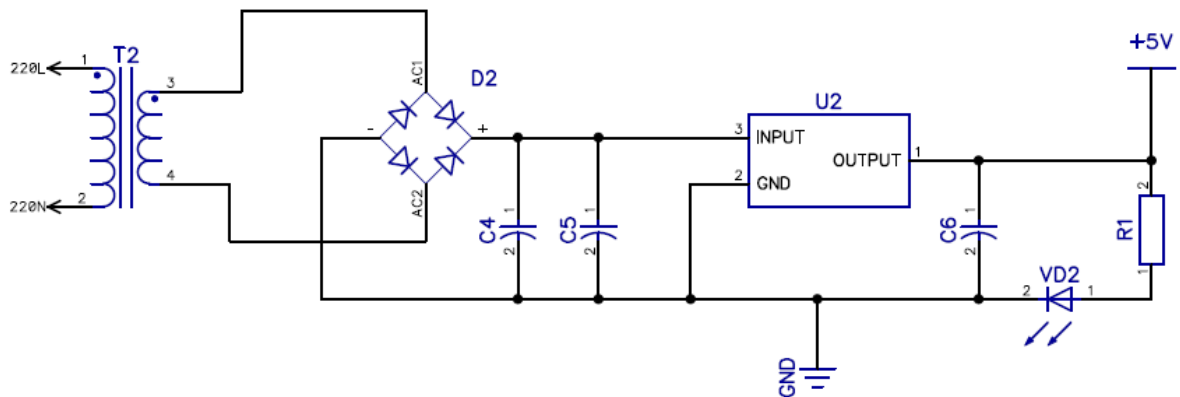 220L
1
T2
3
220N
2
4
AC1
D2
-
+
AC2
C4
1
2
C5
1
2
U2
3
INPUT
OUTPUT
1
2
GND
+5V
C6
1
2
2
R1
1
VD2
2
1
GND